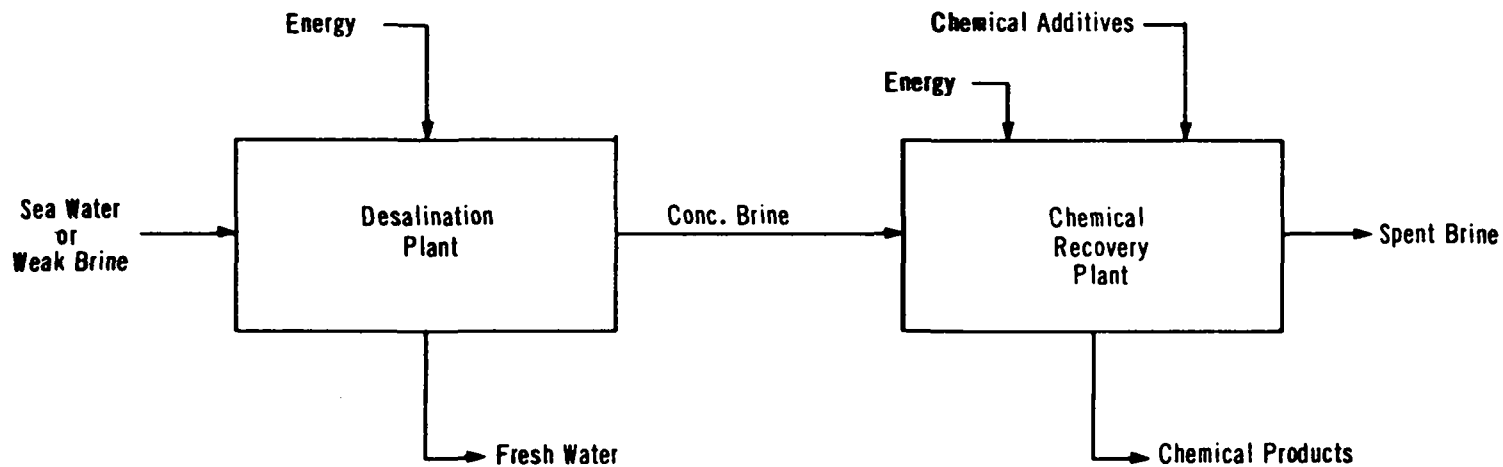 Energy
Chemical Additives
Energy
Sea Water
or
Weak Brine
Desalination
Plant
Conc. Brine
Chemical
Recovery
Plant
Spent Brine
Fresh Water
Chemical Products